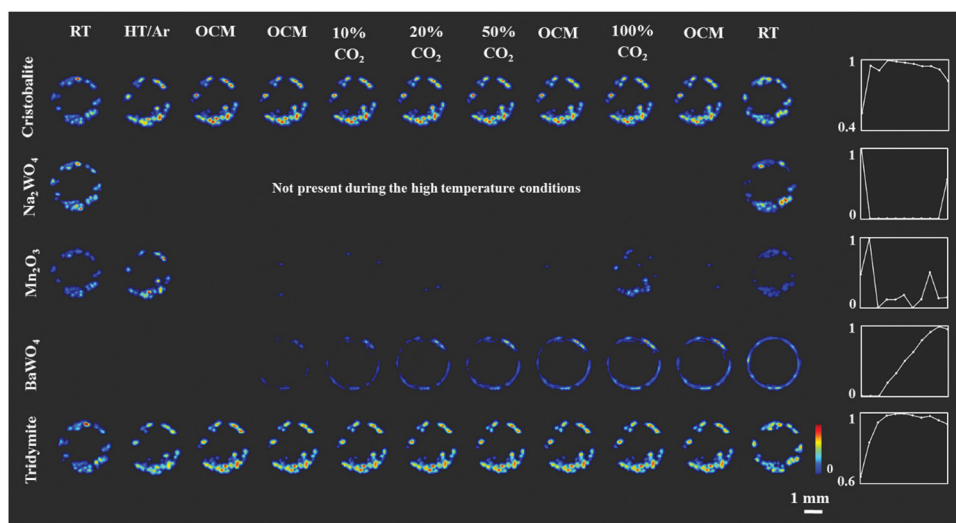 RT HT/Ar OCM OCM 10% CO₂ 20% CO₂ 50% CO₂ OCM 100% CO₂ OCM RT
Cristobalite
1
0.4
Na₂WO₄
Not present during the high temperature conditions
1
0
Mn₂O₃
1
0
BaWO₄
1
0
Tridymite
0
1
0.6
1 mm